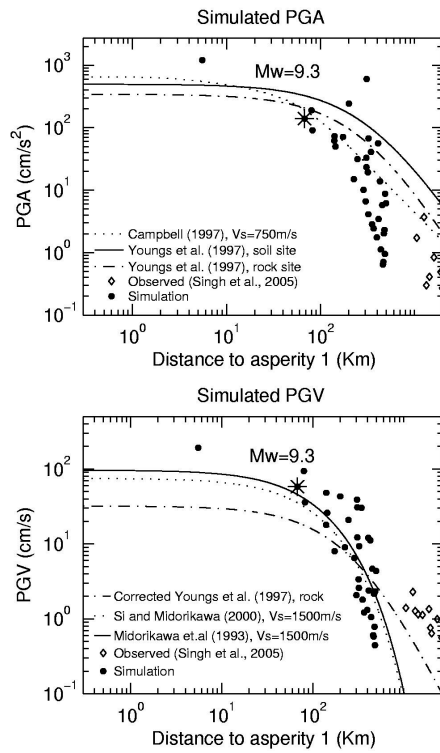 Simulated PGA
10³
10²
10¹
10⁰
10⁻¹
PGA (cm/s²)
Mw=9.3
Campbell (1997), Vs=750m/s
Youngs et al. (1997), soil site
Youngs et al. (1997), rock site
Observed (Singh et al., 2005)
Simulation
10⁰ 10¹ 10² 10³
Distance to asperity 1 (Km)
Simulated PGV
10²
10¹
10⁰
10⁻¹
PGV (cm/s)
Mw=9.3
Corrected Youngs et al. (1997), rock
Si and Midorikawa (2000), Vs=1500m/s
Midorikawa et.al (1993), Vs=1500m/s
Observed (Singh et al., 2005)
Simulation
10⁰ 10¹ 10² 10³
Distance to asperity 1 (Km)